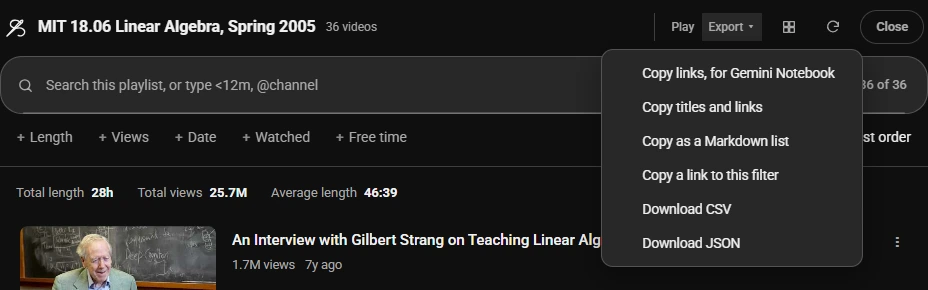 MIT 18.06 Linear Algebra, Spring 2005 36 videos
Play Export Close
Search this playlist, or type <12m, @channel
36 of 36
+ Length + Views + Date + Watched + Free time
st order
Copy links, for Gemini Notebook
Copy titles and links
Copy as a Markdown list
Copy a link to this filter
Download CSV
Download JSON
Total length 28h Total views 25.7M Average length 46:39
An Interview with Gilbert Strang on Teaching Linear Alg
1.7M views 7y ago